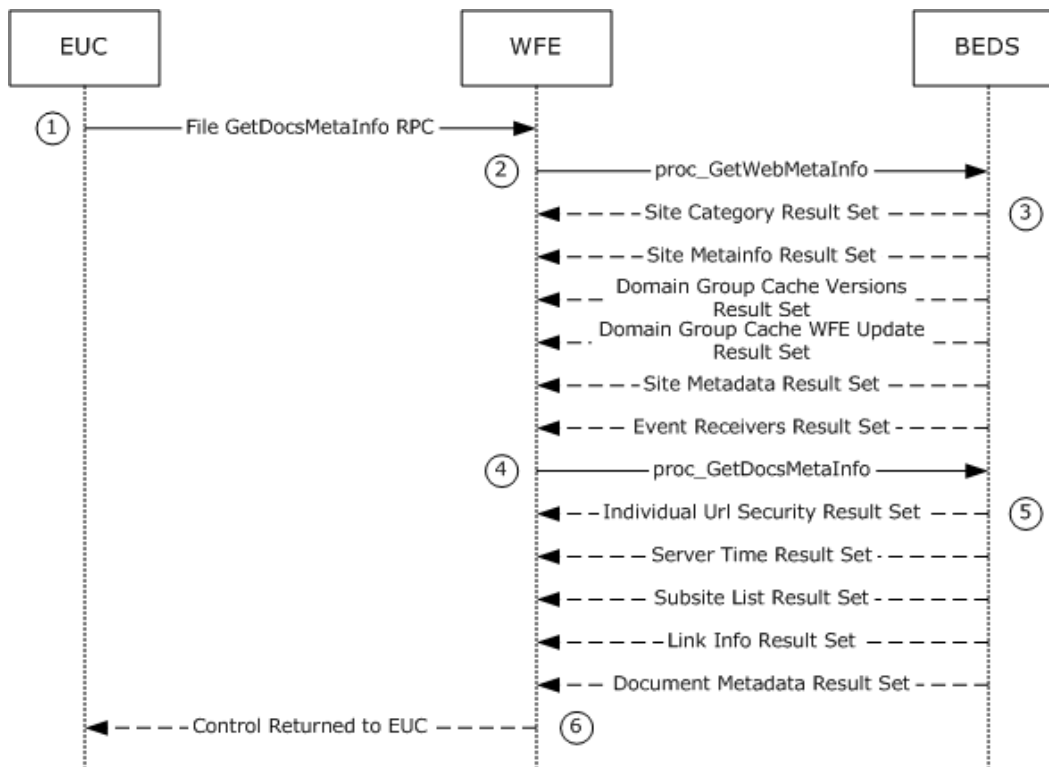 EUC WFE BEDS
1 File GetDocsMetaInfo RPC
2 proc_GetWebMetaInfo
Site Category Result Set 3
Site Metainfo Result Set
Domain Group Cache Versions
Result Set
Domain Group Cache WFE Update
Result Set
Site Metadata Result Set
Event Receivers Result Set
4 proc_GetDocsMetaInfo
Individual Url Security Result Set 5
Server Time Result Set
Subsite List Result Set
Link Info Result Set
Document Metadata Result Set
Control Returned to EUC 6